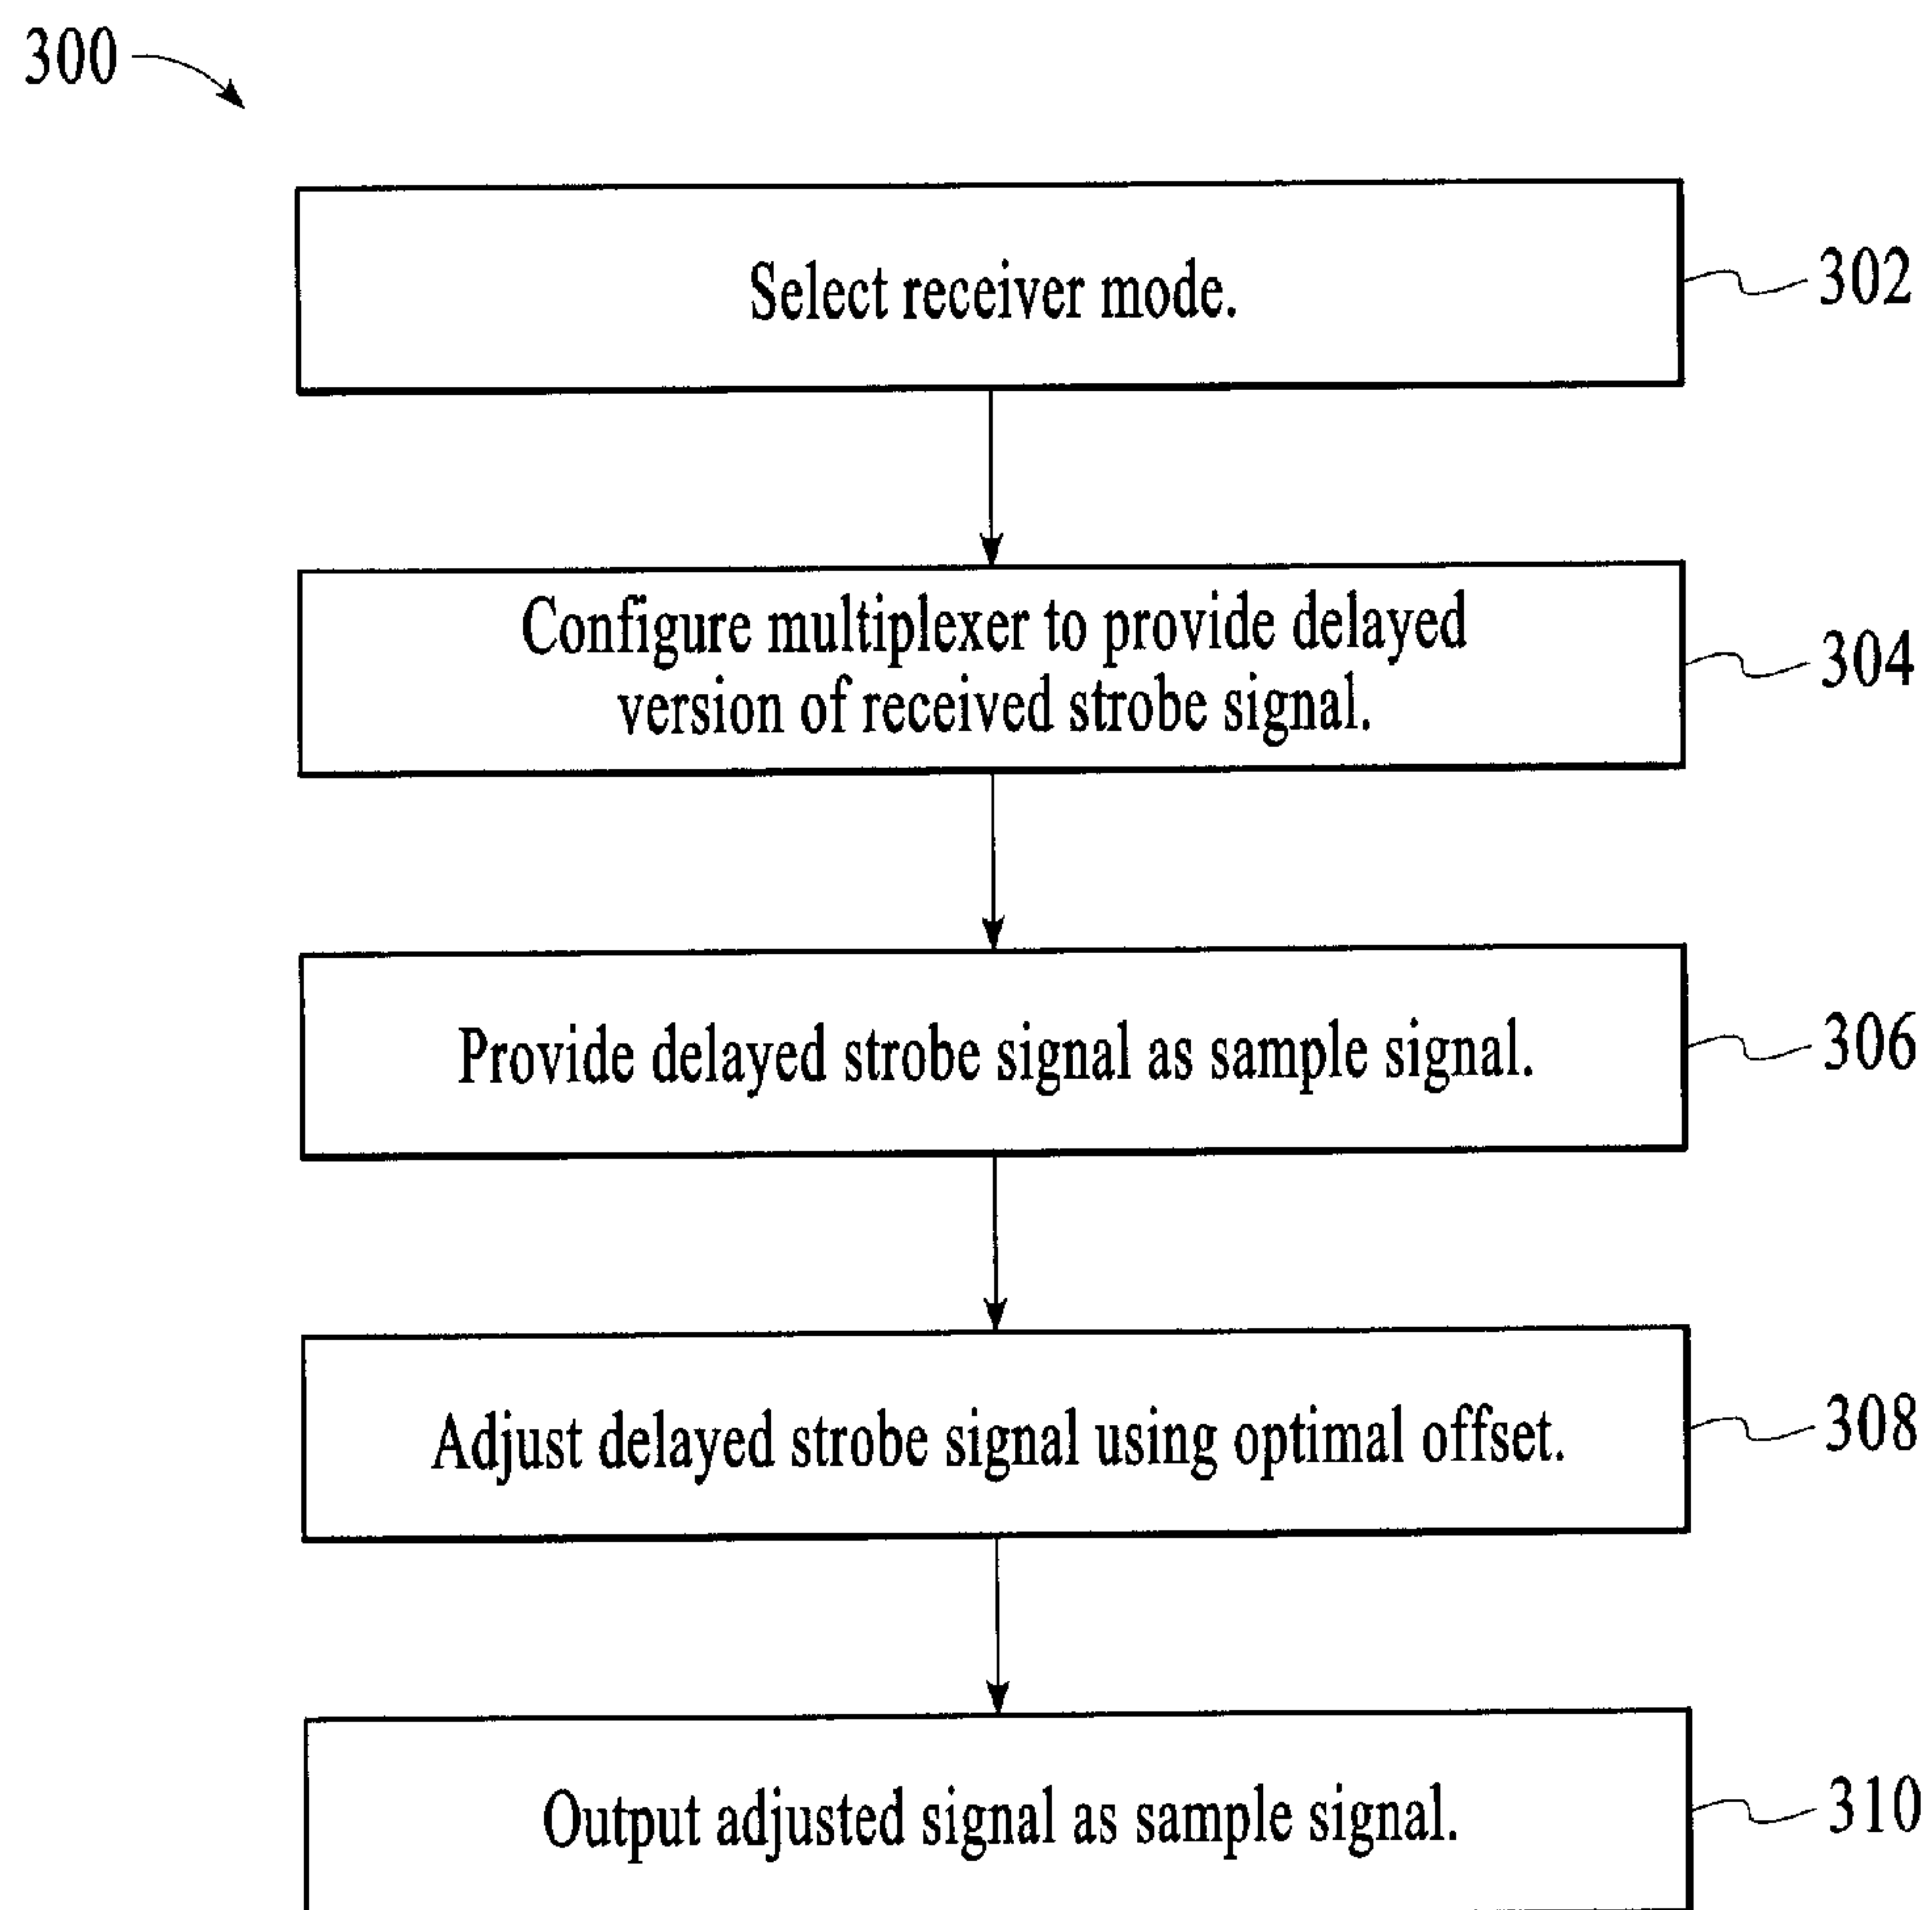 300
Select receiver mode.
302
Configure multiplexer to provide delayed
version of received strobe signal.
304
Provide delayed strobe signal as sample signal.
306
Adjust delayed strobe signal using optimal offset.
308
Output adjusted signal as sample signal.
310